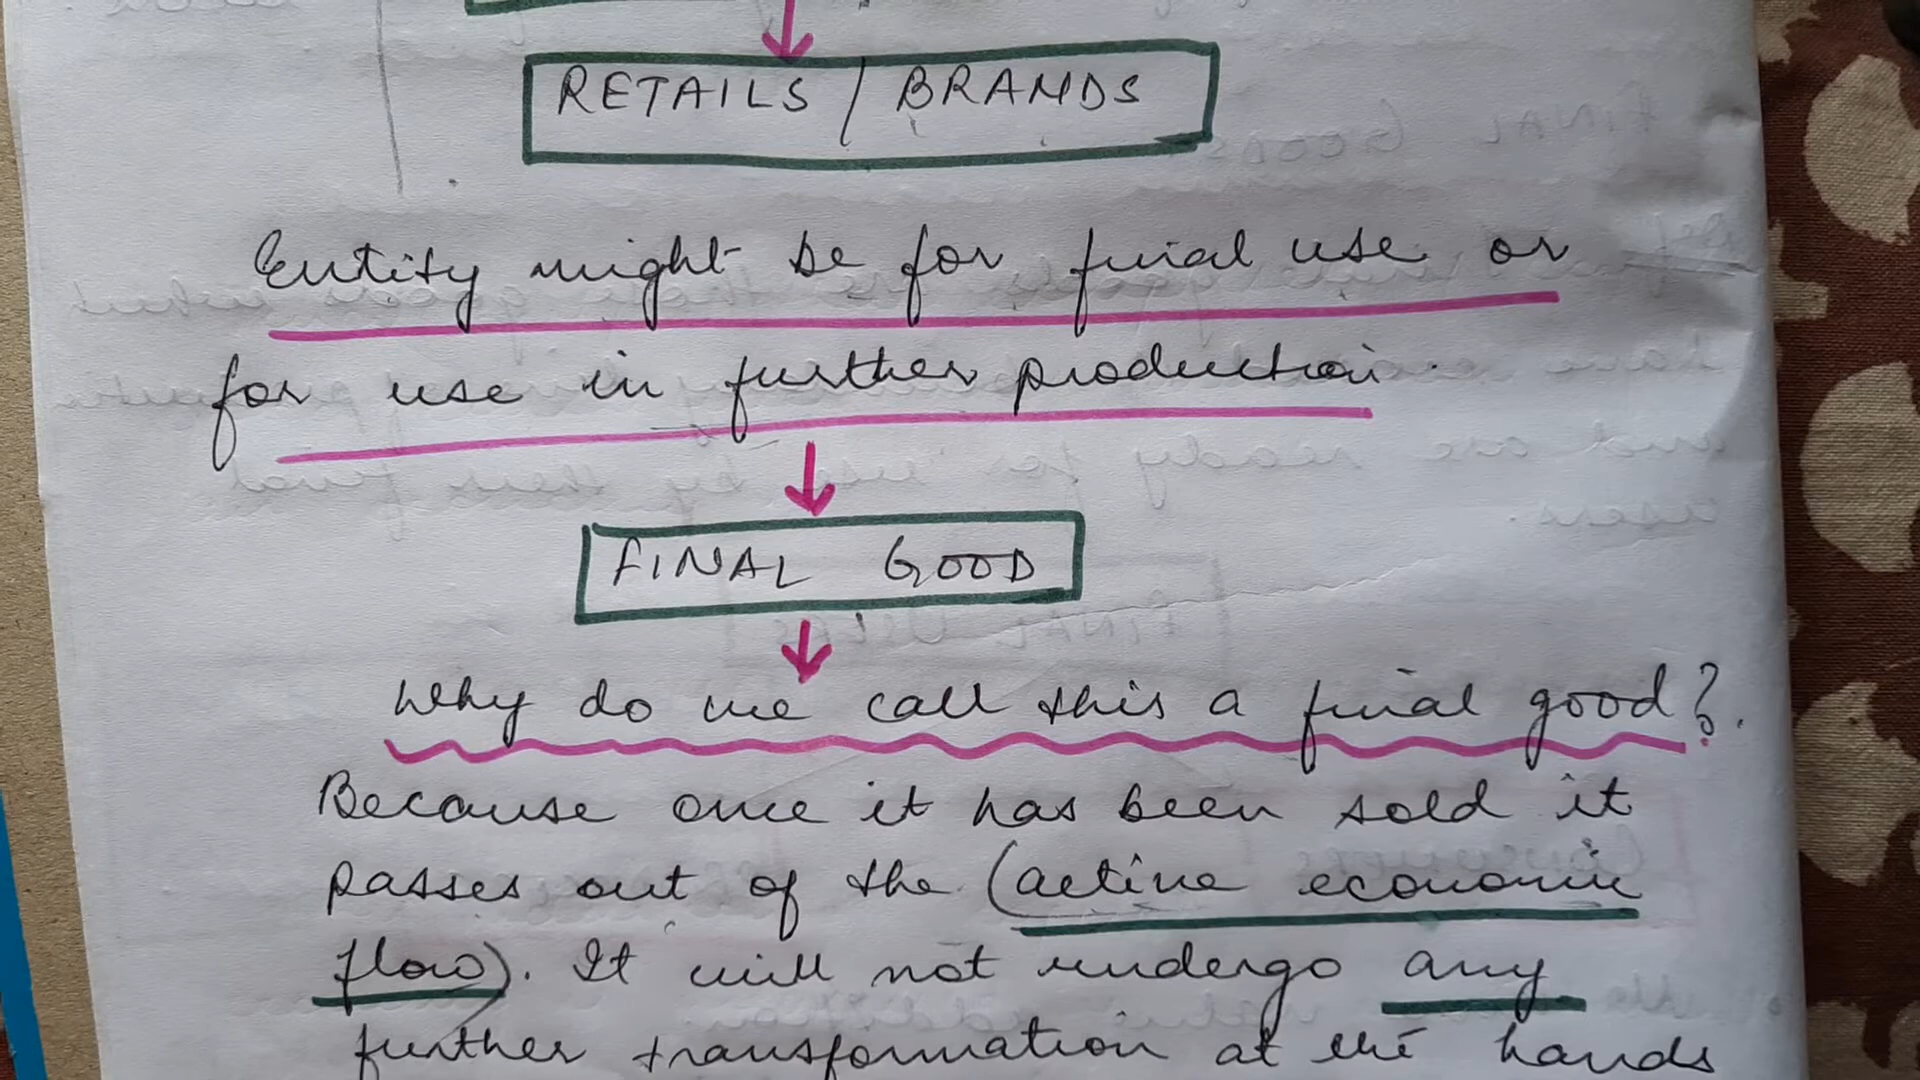 RETAILS / BRANDS
Entity might be for final use or
for use in further production.
FINAL GOOD
Why do we call this a final good?.
Because once it has been sold it
passes out of the (active economic
flow). It will not undergo any
further transformation at the hands